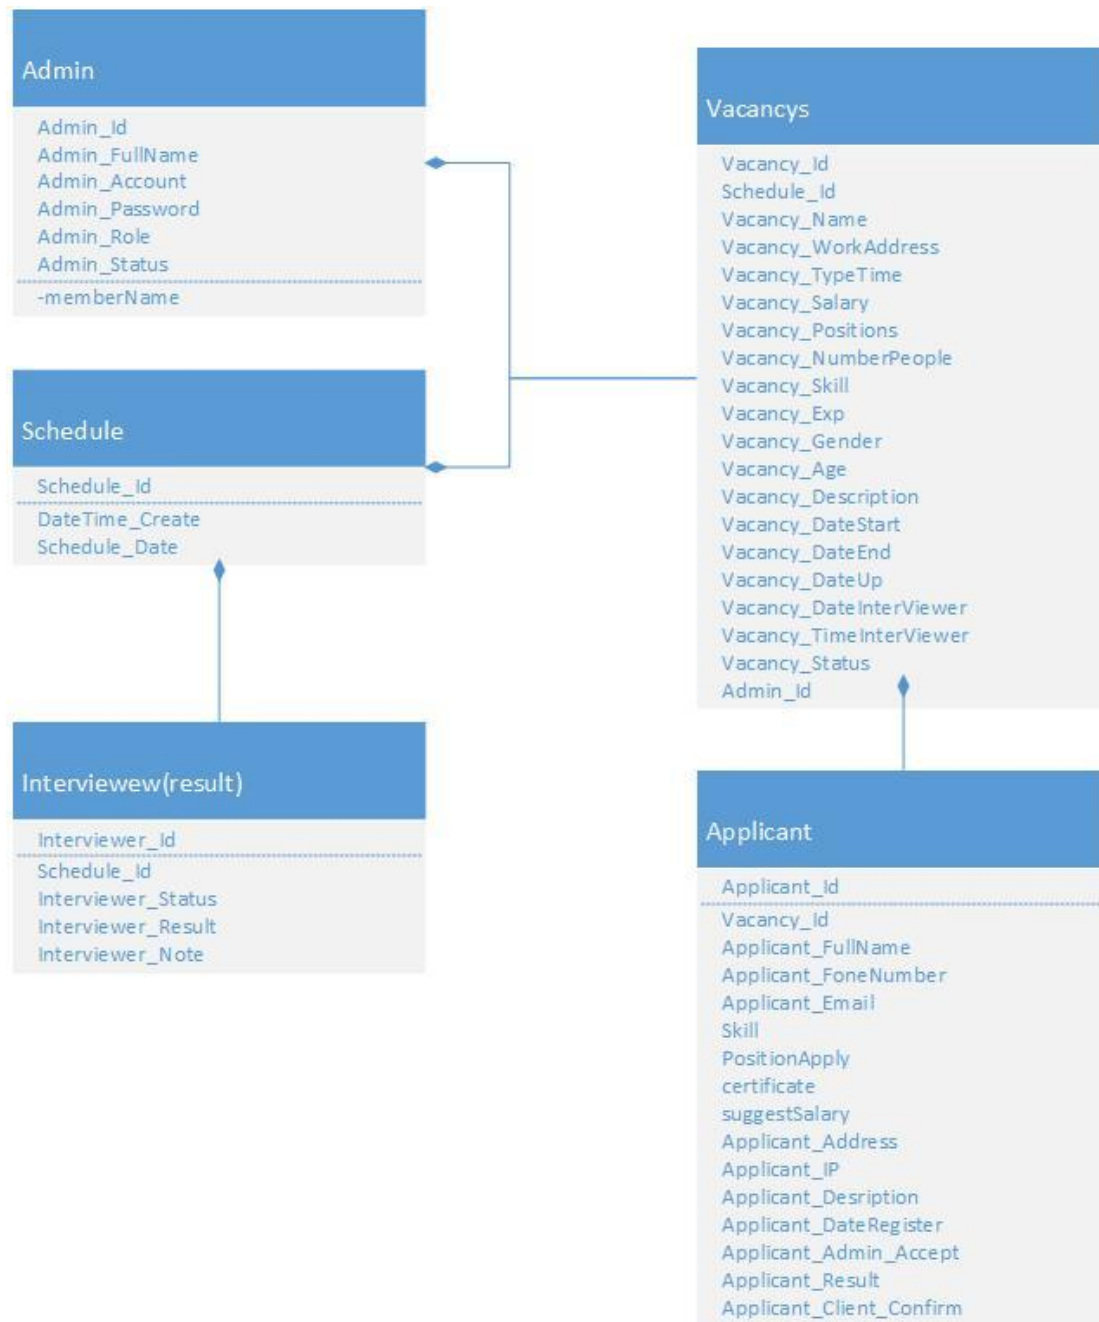 Admin
Admin_Id
Admin_FullName
Admin_Account
Admin_Password
Admin_Role
Admin_Status
-memberName
Schedule
Schedule_Id
DateTime_Create
Schedule_Date
Interviewew(result)
Interviewer_Id
Schedule_Id
Interviewer_Status
Interviewer_Result
Interviewer_Note
Vacancys
Vacancy_Id
Schedule_Id
Vacancy_Name
Vacancy_WorkAddress
Vacancy_TypeTime
Vacancy_Salary
Vacancy_Positions
Vacancy_NumberPeople
Vacancy_Skill
Vacancy_Exp
Vacancy_Gender
Vacancy_Age
Vacancy_Description
Vacancy_DateStart
Vacancy_DateEnd
Vacancy_DateUp
Vacancy_DateInterViewer
Vacancy_TimeInterViewer
Vacancy_Status
Admin_Id
Applicant
Applicant_Id
Vacancy_Id
Applicant_FullName
Applicant_FoneNumber
Applicant_Email
Skill
PositionApply
certificate
suggestSalary
Applicant_Address
Applicant_IP
Applicant_Desription
Applicant_DateRegister
Applicant_Admin_Accept
Applicant_Result
Applicant_Client_Confirm